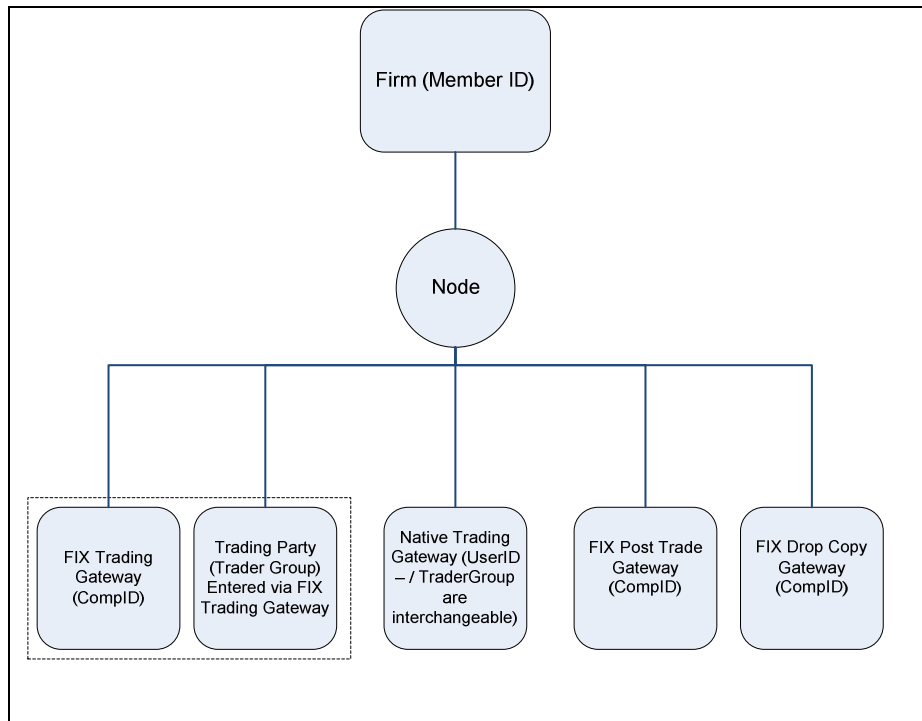 Firm (Member ID)
Node
FIX Trading
Gateway
(CompID)
Trading Party
(Trader Group)
Entered via FIX
Trading Gateway
Native Trading
Gateway (UserID
– / TraderGroup
are
interchangeable)
FIX Post Trade
Gateway
(CompID)
FIX Drop Copy
Gateway
(CompID)